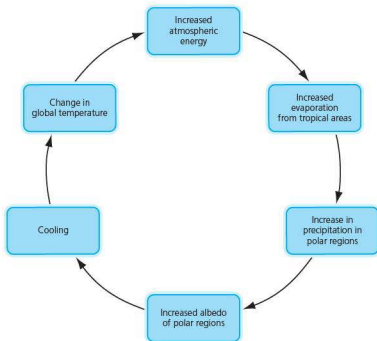 Increased
atmospheric
energy
Increased
evaporation
from tropical areas
Increase in
precipitation in
polar regions
Increased albedo
of polar regions
Cooling
Change in
global temperature